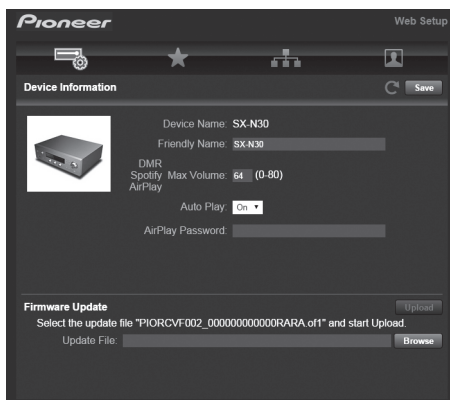 Pioneer Web Setup
Device Information Save
Device Name: SX-N30
Friendly Name: SX-N30
DMR
Spotify Max Volume: 64 (0-80)
AirPlay
Auto Play: On
AirPlay Password:
Firmware Update Upload
Select the update file "PIORCVF002_000000000000RARA.of1" and start Upload.
Update File: Browse